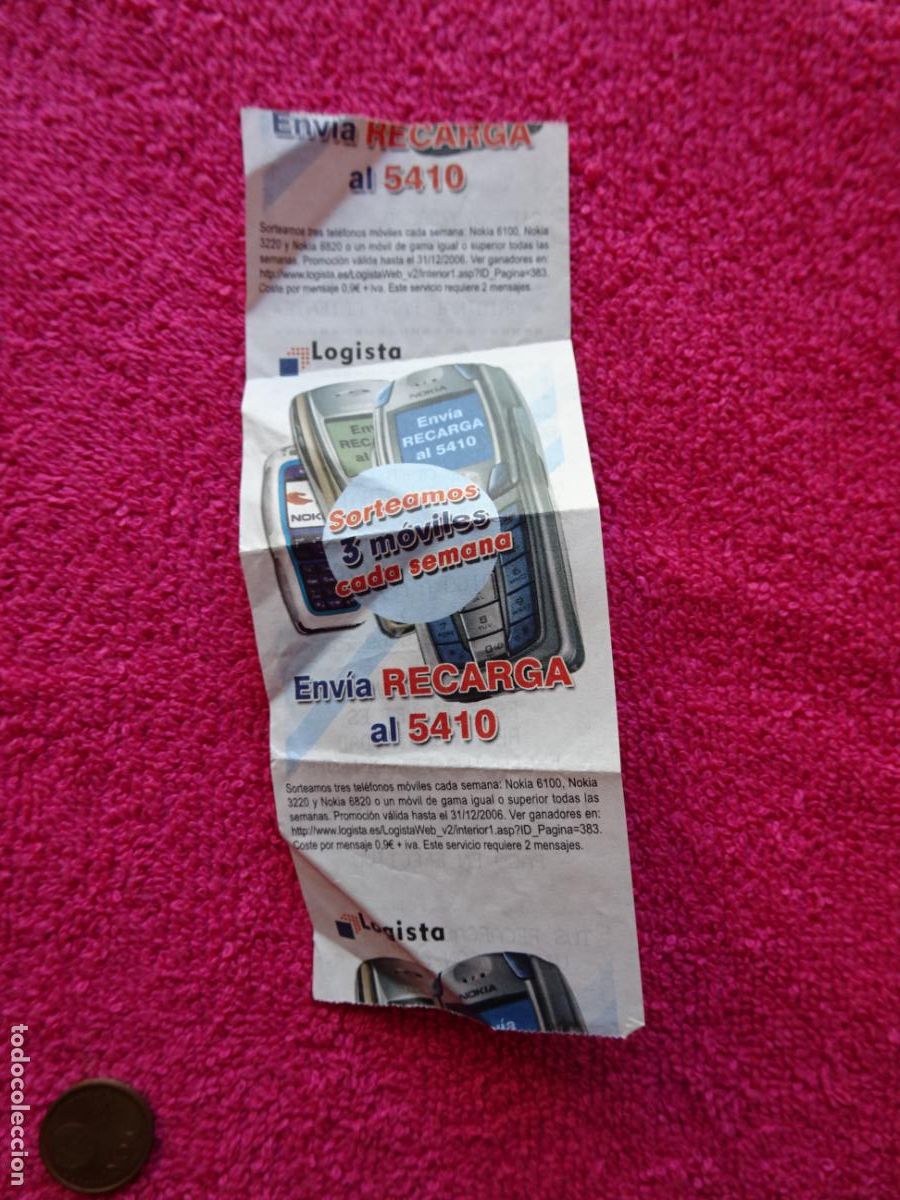 Envía RECARGA
al 5410
Sorteamos tres teléfonos móviles cada semana: Nokia 6100, Nokia
3220 y Nokia 6820 o un móvil de gama igual o superior todas las
semanas. Promoción válida hasta el 31/12/2006. Ver ganadores en:
http://www.logista.es/LogistaWeb_v2/interior1.asp?ID_Pagina=383.
Coste por mensaje 0,9€ + iva. Este servicio requiere 2 mensajes.
Logista
NOKIA
Envía
RECARGA
al 5410
NOKI
Sorteamos
3 móviles
cada semana
Envía RECARGA
al 5410
Sorteamos tres teléfonos móviles cada semana: Nokia 6100, Nokia
3220 y Nokia 6820 o un móvil de gama igual o superior todas las
semanas. Promoción válida hasta el 31/12/2006. Ver ganadores en:
http://www.logista.es/LogistaWeb_v2/interior1.asp?ID_Pagina=383.
Coste por mensaje 0,9€ + iva. Este servicio requiere 2 mensajes.
Logista
NOKIA
todocoleccion